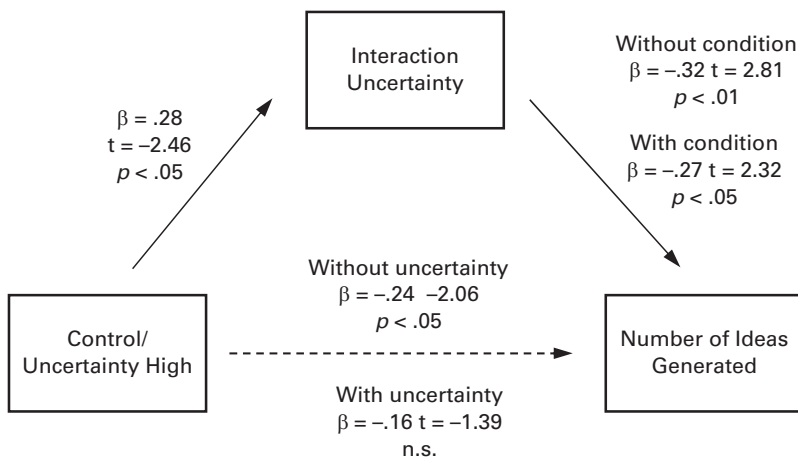 Interaction
Uncertainty
Without condition
β = –.32 t = 2.81
p < .01
With condition
β = –.27 t = 2.32
p < .05
β = .28
t = –2.46
p < .05
Without uncertainty
β = –.24 –2.06
p < .05
Control/
Uncertainty High
Number of Ideas
Generated
With uncertainty
β = –.16 t = –1.39
n.s.